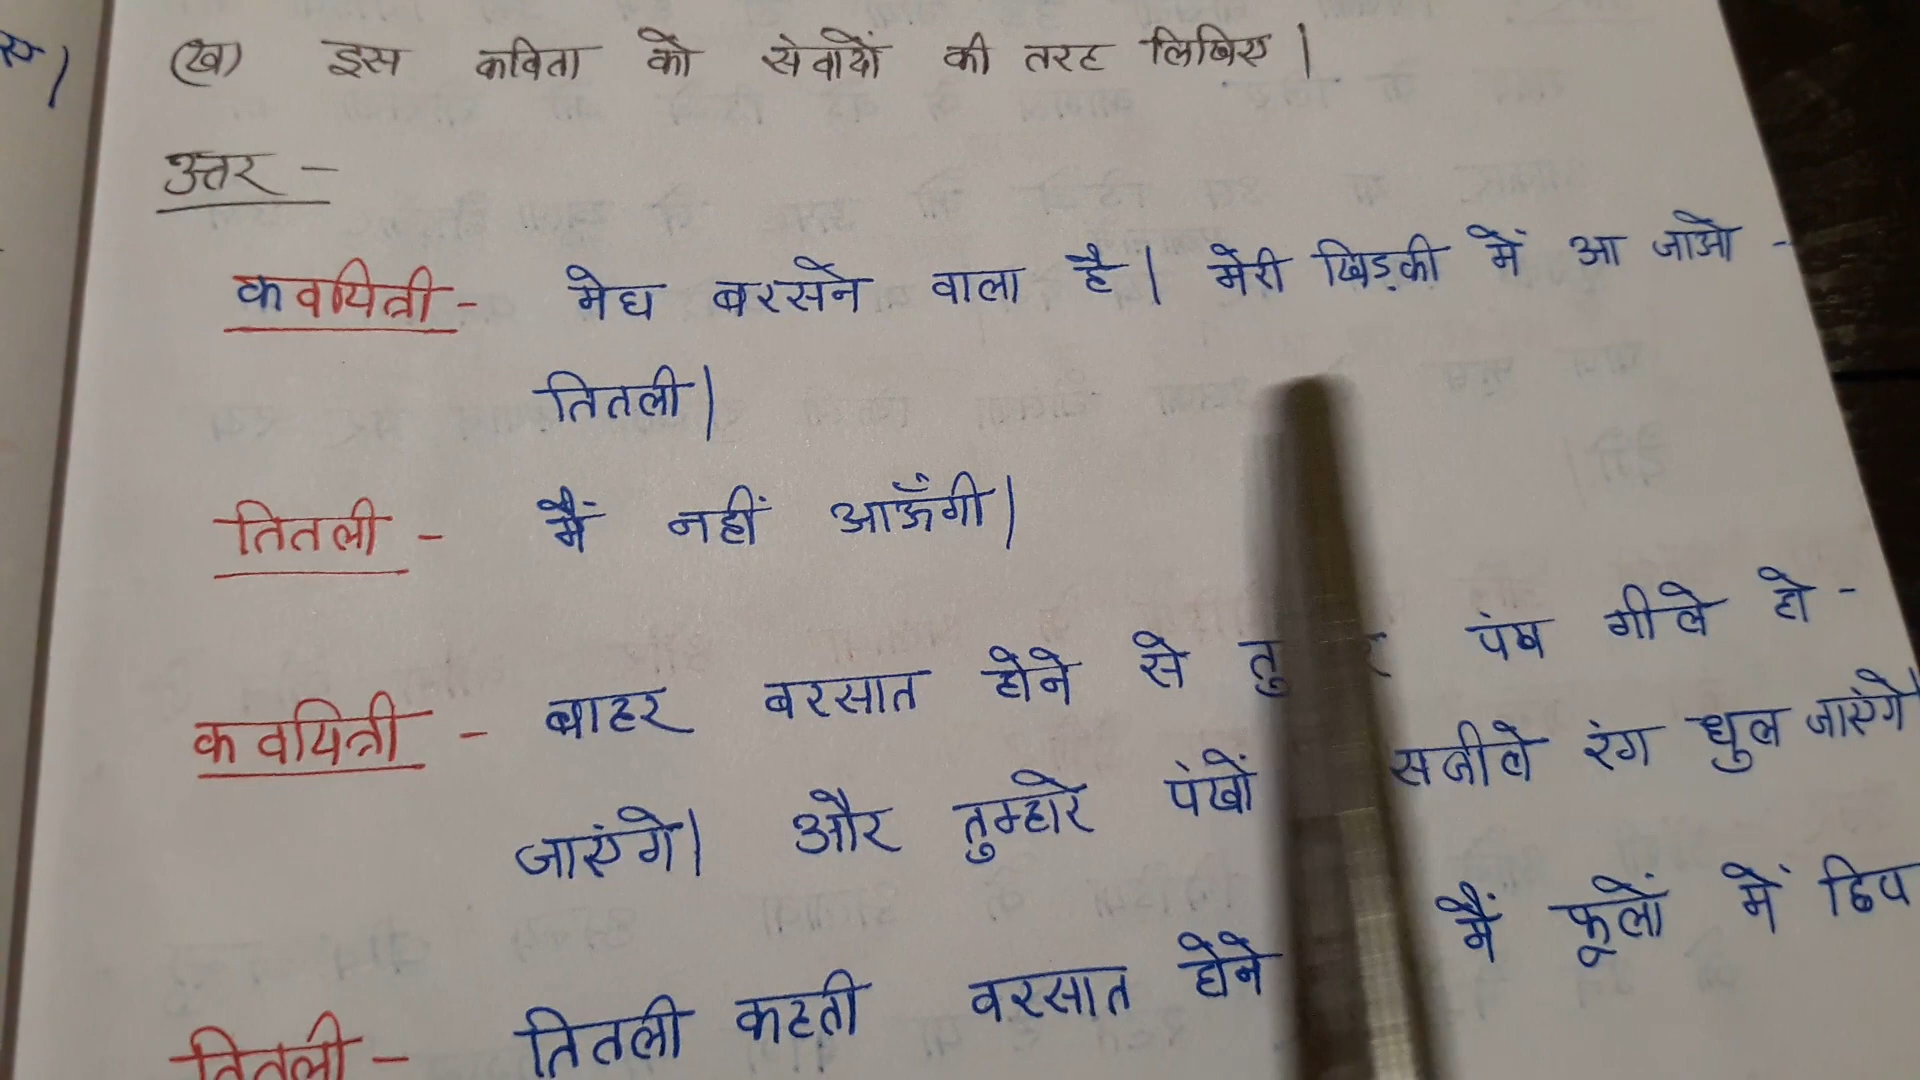 (ख) इस कविता को संवादों की तरह लिखिए |
उत्तर -
कवयित्री - मेघ बरसने वाला है | मेरी खिड़की में आ जाओ -
तितली |
तितली - मैं नहीं आऊँगी |
कवयित्री - बाहर बरसात होने से पंख गीले हो -
जाएंगे | और तुम्हारे पंखों सजीले रंग धुल जाएंगे
तितली - तितली कहती बरसात होने मैं फूलों में छिप